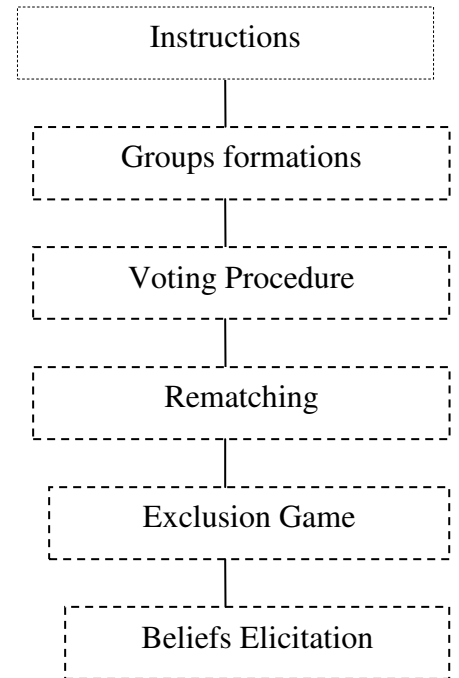 Instructions
Groups formations
Voting Procedure
Rematching
Exclusion Game
Beliefs Elicitation